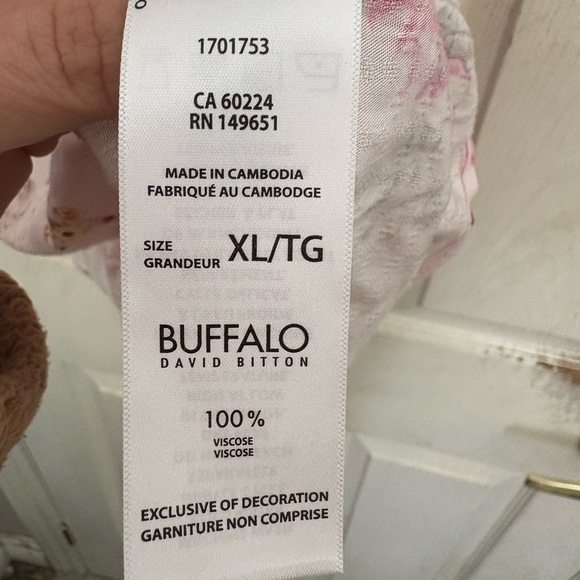 1701753
CA 60224
RN 149651
MADE IN CAMBODIA
FABRIQUÉ AU CAMBODGE
SIZE
GRANDEUR XL/TG
BUFFALO
DAVID BITTON
100%
VISCOSE
VISCOSE
EXCLUSIVE OF DECORATION
GARNITURE NON COMPRISE